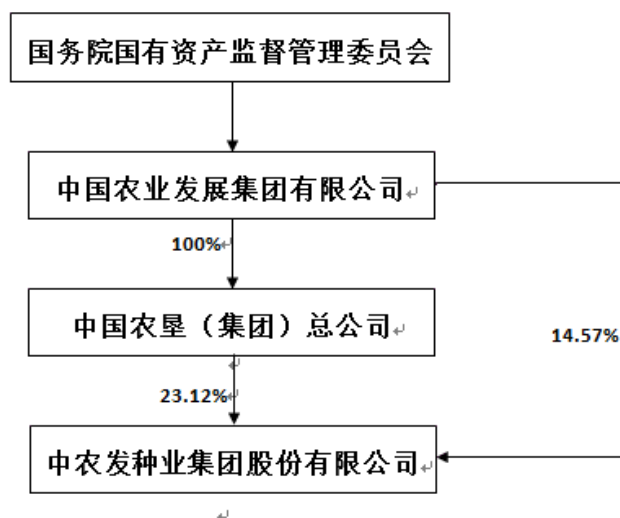 国务院国有资产监督管理委员会
中国农业发展集团有限公司
100%
中国农垦（集团）总公司
14.57%
23.12%
中农发种业集团股份有限公司